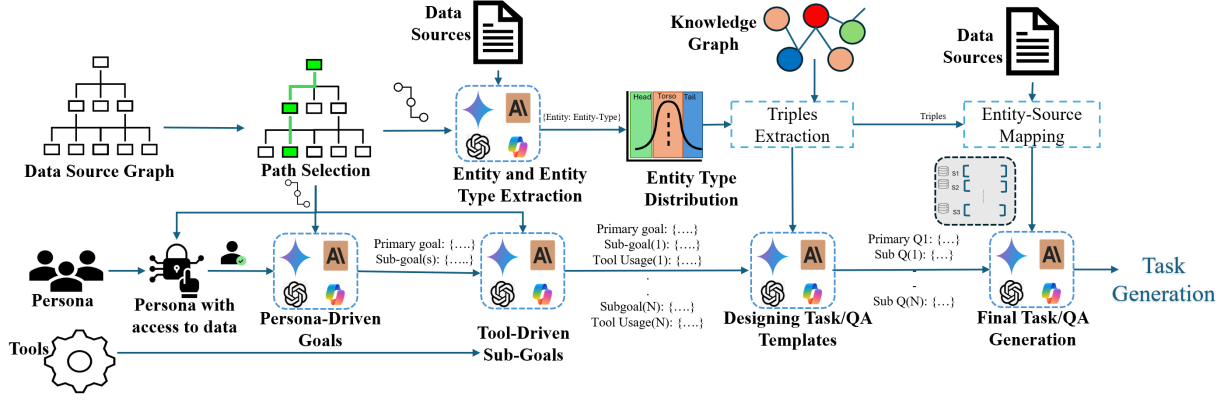 Data
Sources
Knowledge
Graph
Data
Sources
Head
Torso
Tail
{Entity: Entity-Type}
Triples
Extraction
Triples
Entity-Source
Mapping
Data Source Graph
Path Selection
Entity and Entity
Type Extraction
Entity Type
Distribution
S1
S2
S3
Primary goal: {....}
Sub-goal(s): {.....}
Primary goal: {....}
Sub-goal(1): {....}
Tool Usage(1): {....}
.
.
Subgoal(N): {....}
Tool Usage(N): {....}
Primary Q1: {...}
Sub Q(1): {...}
-
Sub Q(N): {...}
Task
Generation
Persona
Persona with
access to data
Persona-Driven
Goals
Tool-Driven
Sub-Goals
Designing Task/QA
Templates
Final Task/QA
Generation
Tools